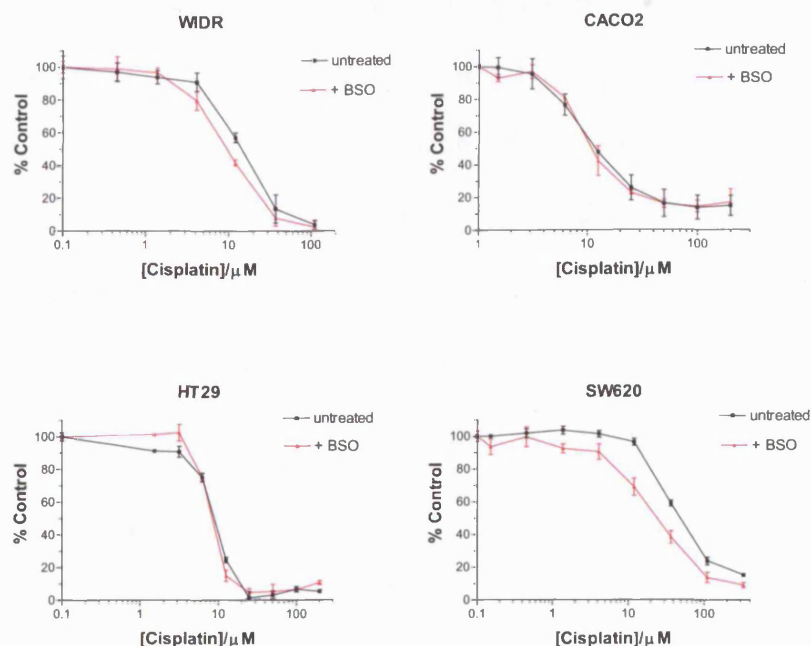 WIDR
untreated
+ BSO
% Control
100
80
60
40
20
0
0.1 1 10 100
[Cisplatin]/μM
CACO2
untreated
+ BSO
% Control
100
80
60
40
20
0
1 10 100
[Cisplatin]/μM
HT29
untreated
+ BSO
% Control
100
80
60
40
20
0
0.1 1 10 100
[Cisplatin]/μM
SW620
untreated
+ BSO
% Control
100
80
60
40
20
0
0.1 1 10 100
[Cisplatin]/μM